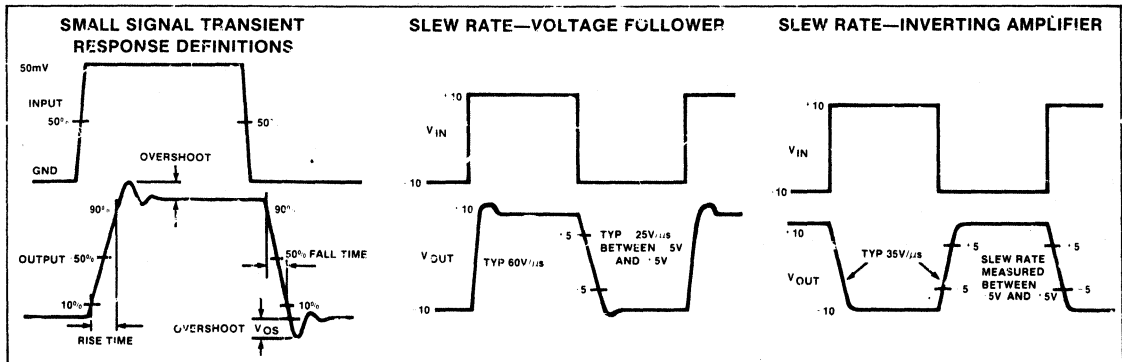 SMALL SIGNAL TRANSIENT
RESPONSE DEFINITIONS
50mV
INPUT
50%
50%
GND
OVERSHOOT
90%
90%
OUTPUT
50%
50% FALL TIME
10%
10%
OVERSHOOT
VOS
RISE TIME
SLEW RATE—VOLTAGE FOLLOWER
+10
VIN
-10
+10
VOUT
TYP 60V/µs
+5
TYP 25V/µs
BETWEEN 5V
AND 5V
5
-10
SLEW RATE—INVERTING AMPLIFIER
+10
VIN
-10
+10
VOUT
TYP 35V/µs
+5
5
SLEW RATE
MEASURED
BETWEEN
5V AND 5V
+5
-5
-10